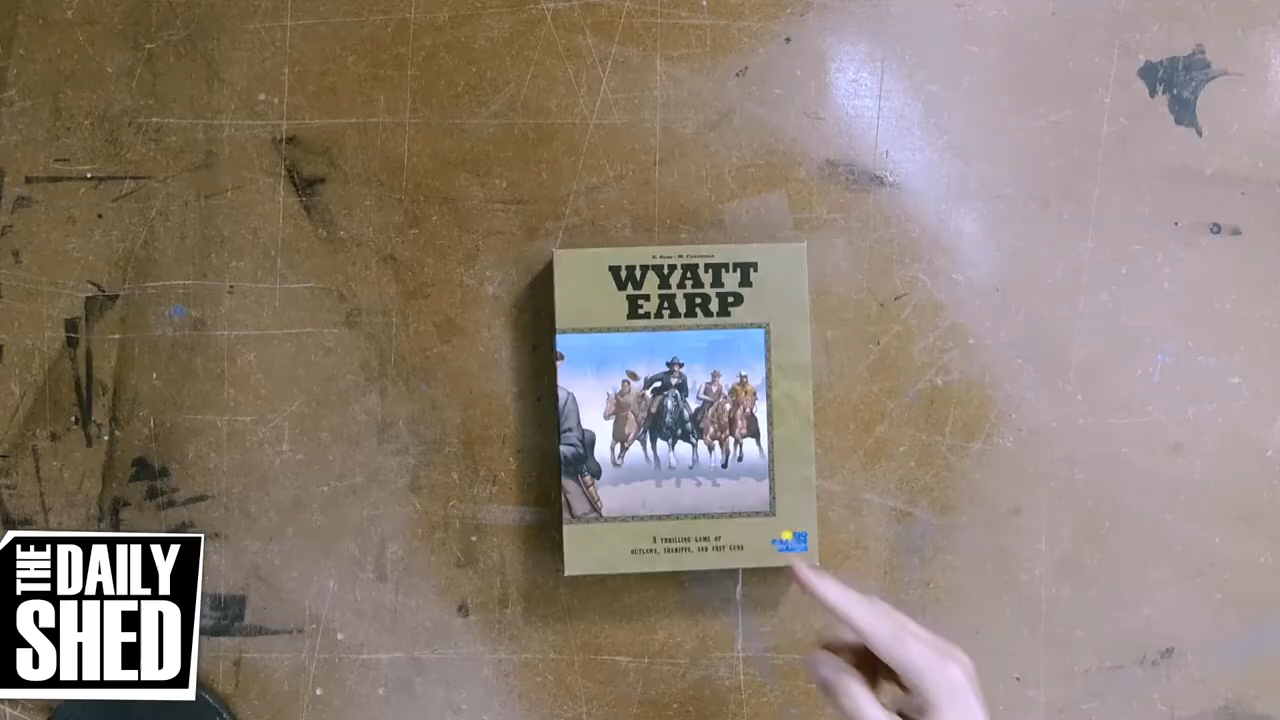 WYATT
EARP
A THRILLING GAME OF
OUTLAWS, SHERIFFS, AND FAST GUNS
THE DAILY
SHED